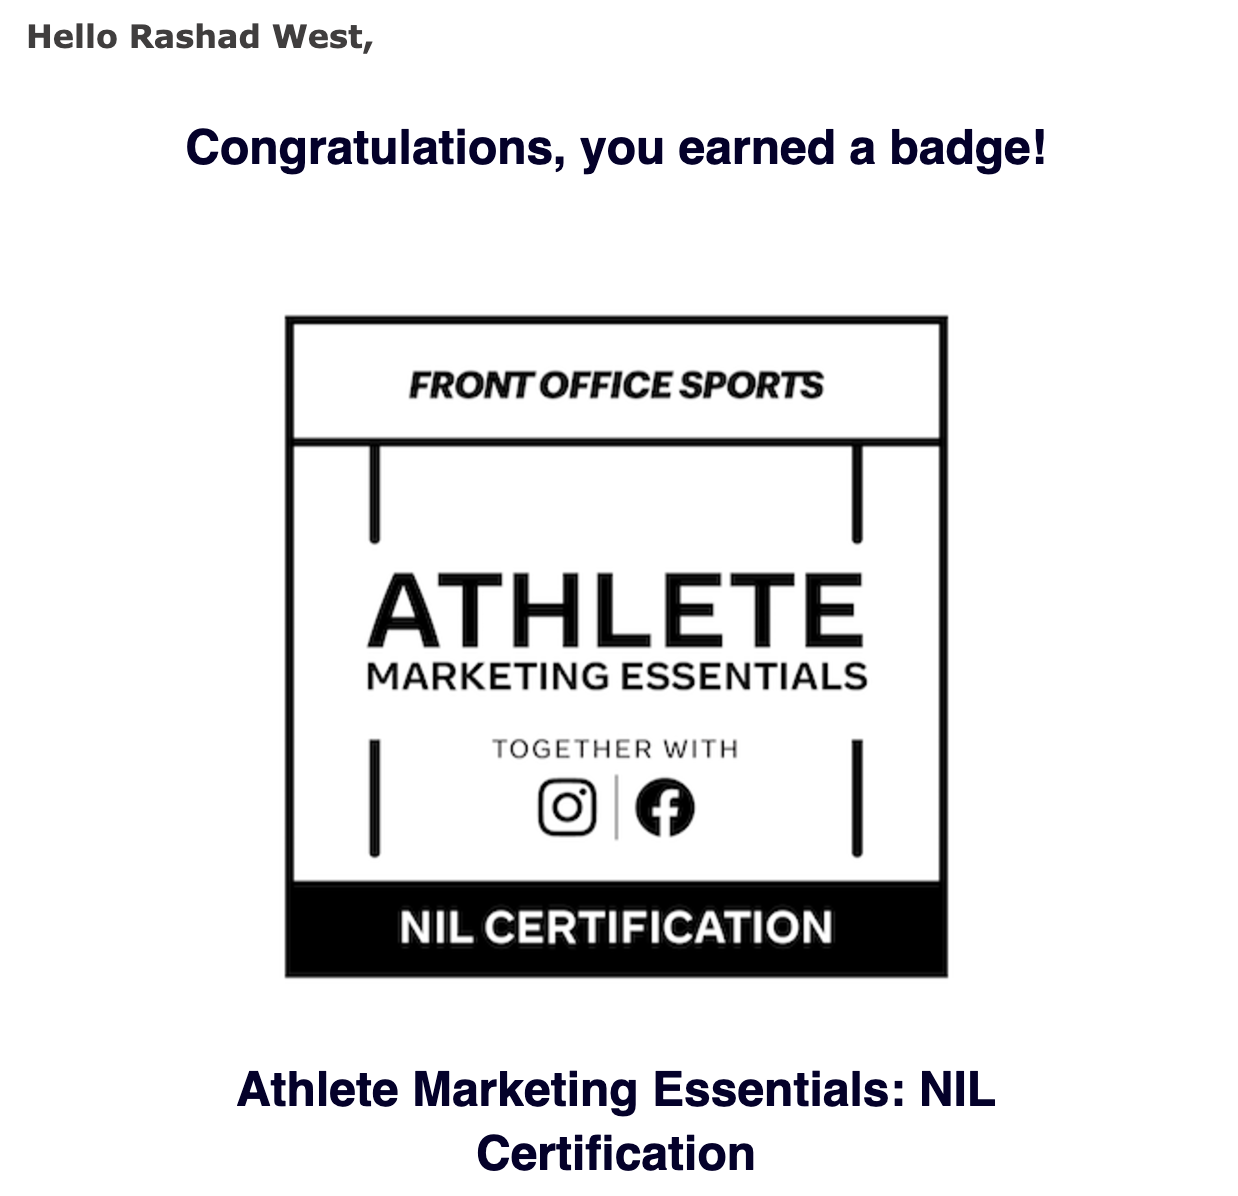 Hello Rashad West,
Congratulations, you earned a badge!
FRONT OFFICE SPORTS
ATHLETE
MARKETING ESSENTIALS
TOGETHER WITH
NIL CERTIFICATION
Athlete Marketing Essentials: NIL
Certification